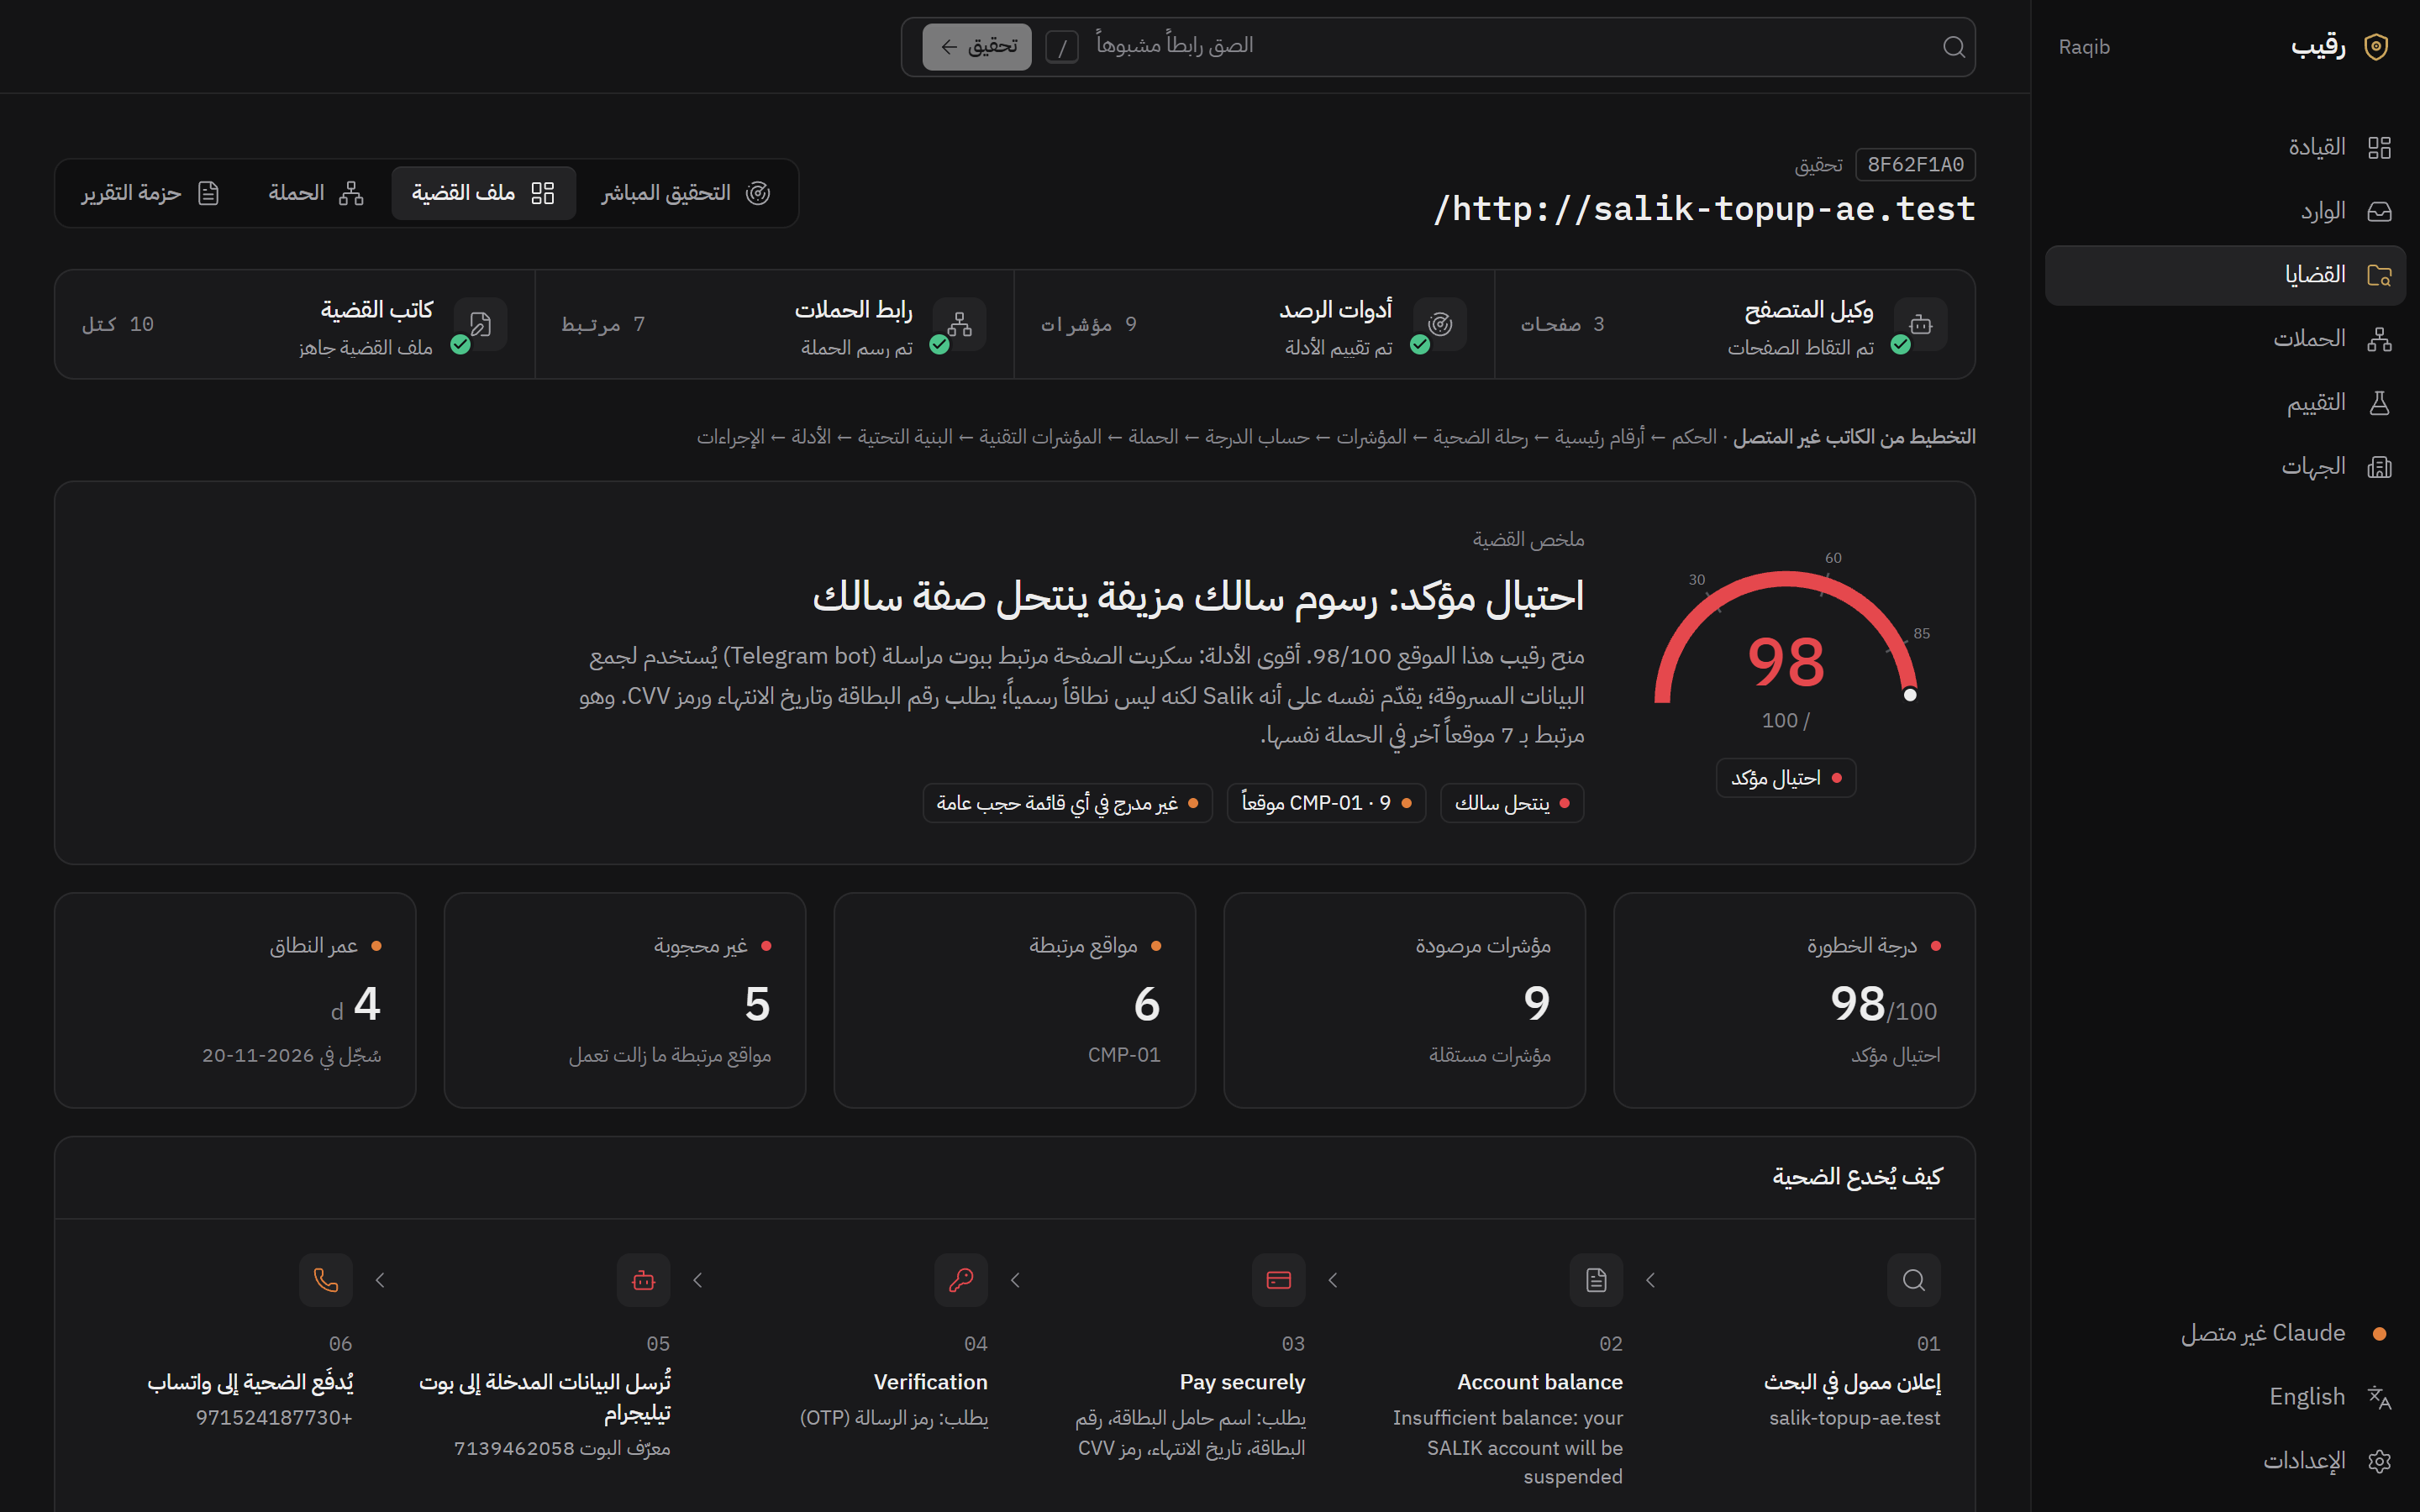 رقيب
Raqib
القيادة
الوارد
القضايا
الحملات
التقييم
الجهات
Claude غير متصل
English
الإعدادات
الصق رابطاً مشبوهاً
/
تحقيق ←
8F62F1A0 تحقيق
http://salik-topup-ae.test/
التحقيق المباشر
ملف القضية
الحملة
حزمة التقرير
وكيل المتصفح
تم التقاط الصفحات
3 صفحات
أدوات الرصد
تم تقييم الأدلة
9 مؤشرات
رابط الحملات
تم رسم الحملة
7 مرتبط
كاتب القضية
ملف القضية جاهز
10 كتل
التخطيط من الكاتب غير المتصل · الحكم ← أرقام رئيسية ← رحلة الضحية ← المؤشرات ← حساب الدرجة ← الحملة ← المؤشرات التقنية ← البنية التحتية ← الأدلة ← الإجراءات
30
60
85
98
/ 100
احتيال مؤكد
ملخص القضية
احتيال مؤكد: رسوم سالك مزيفة ينتحل صفة سالك
منح رقيب هذا الموقع 98/100. أقوى الأدلة: سكربت الصفحة مرتبط ببوت مراسلة (Telegram bot) يُستخدم لجمع
البيانات المسروقة؛ يقدّم نفسه على أنه Salik لكنه ليس نطاقاً رسمياً؛ يطلب رقم البطاقة وتاريخ الانتهاء ورمز CVV. وهو
مرتبط بـ 7 موقعاً آخر في الحملة نفسها.
ينتحل سالك
CMP-01 · 9 موقعاً
غير مدرج في أي قائمة حجب عامة
درجة الخطورة
98/100
احتيال مؤكد
مؤشرات مرصودة
9
مؤشرات مستقلة
مواقع مرتبطة
6
CMP-01
غير محجوبة
5
مواقع مرتبطة ما زالت تعمل
عمر النطاق
4 d
سُجّل في 2026-11-20
كيف يُخدع الضحية
01
إعلان ممول في البحث
salik-topup-ae.test
02
Account balance
Insufficient balance: your
SALIK account will be
suspended
03
Pay securely
يطلب: اسم حامل البطاقة، رقم
البطاقة، تاريخ الانتهاء، رمز CVV
04
Verification
يطلب: رمز الرسالة (OTP)
05
تُرسل البيانات المدخلة إلى بوت
تيليجرام
معرّف البوت 7139462058
06
يُدفَع الضحية إلى واتساب
+971524187730